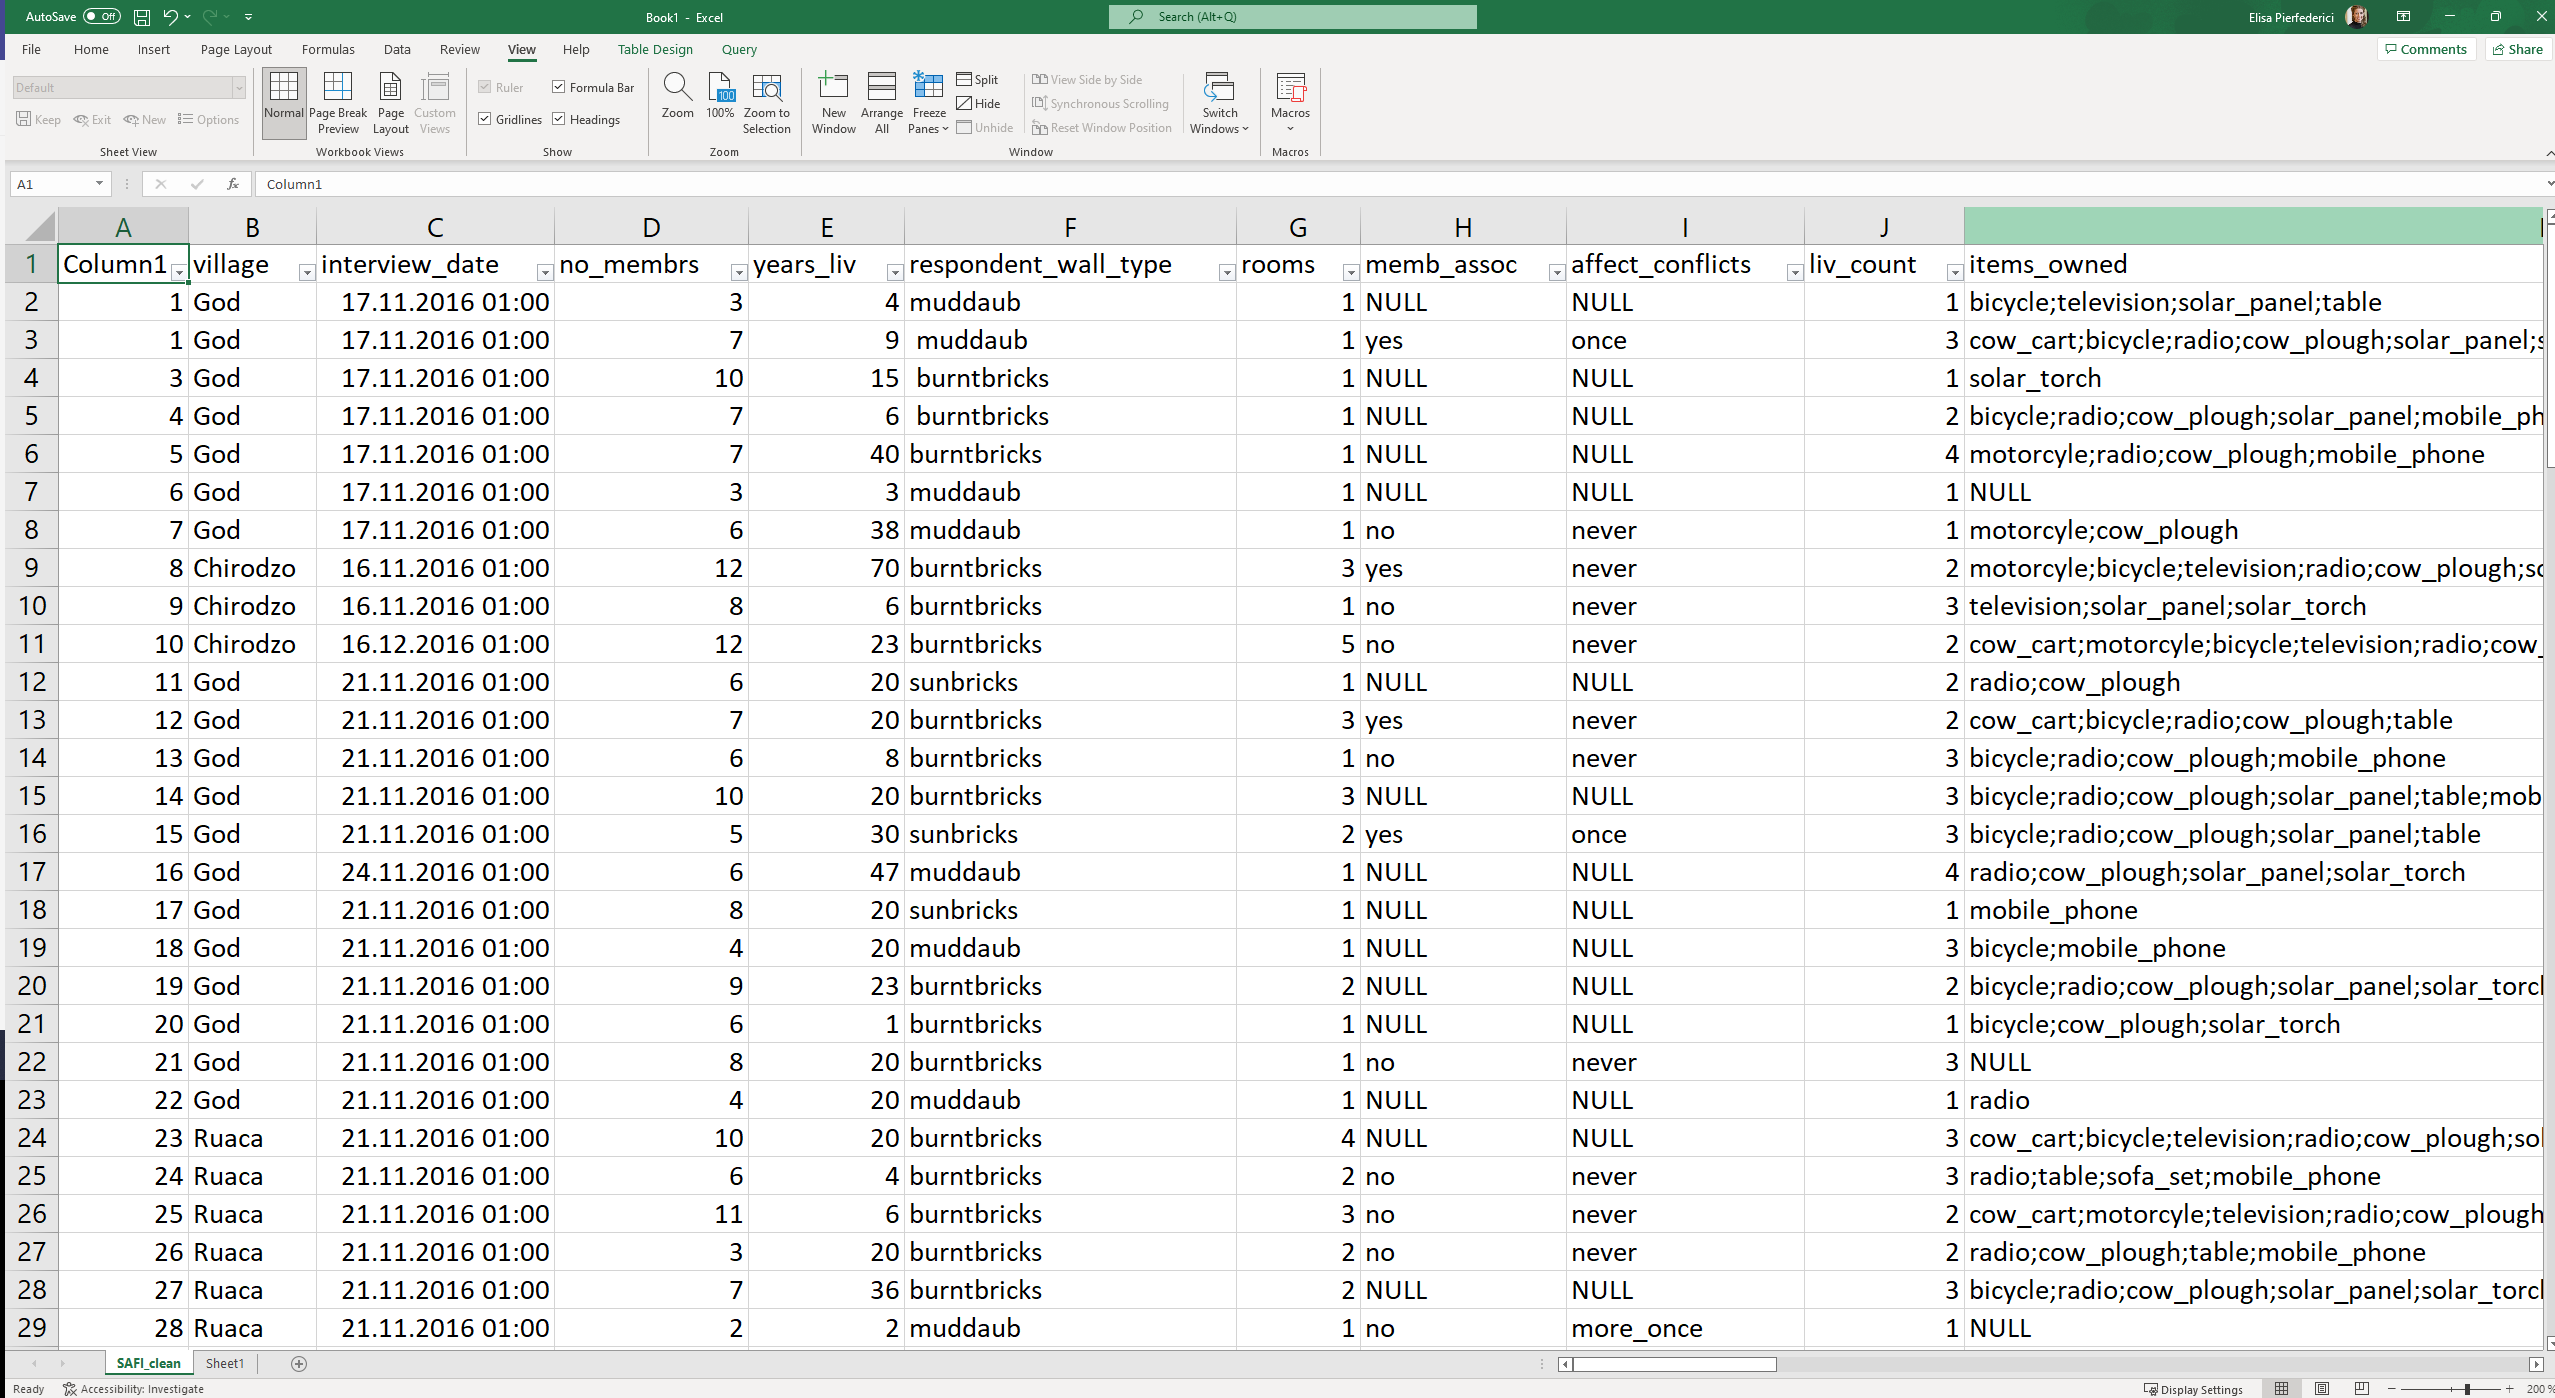 AutoSave Off Book1 - Excel Search (Alt+Q) Elisa Pierfederici
File Home Insert Page Layout Formulas Data Review View Help Table Design Query Comments Share
Default
Keep Exit New Options
Sheet View
Normal Page Break Preview Page Layout Custom Views
Workbook Views
Ruler Formula Bar
Gridlines Headings
Show
Zoom 100 100% Zoom to Selection
Zoom
New Window Arrange All Freeze Panes
Split
Hide
Unhide
View Side by Side
Synchronous Scrolling
Reset Window Position
Switch Windows
Window
Macros
Macros
A1 fx Column1
A B C D E F G H I J
1 Column1 village interview_date no_membrs years_liv respondent_wall_type rooms memb_assoc affect_conflicts liv_count items_owned
2 1 God 17.11.2016 01:00 3 4 muddaub 1 NULL NULL 1 bicycle;television;solar_panel;table
3 1 God 17.11.2016 01:00 7 9 muddaub 1 yes once 3 cow_cart;bicycle;radio;cow_plough;solar_panel;s
4 3 God 17.11.2016 01:00 10 15 burntbricks 1 NULL NULL 1 solar_torch
5 4 God 17.11.2016 01:00 7 6 burntbricks 1 NULL NULL 2 bicycle;radio;cow_plough;solar_panel;mobile_ph
6 5 God 17.11.2016 01:00 7 40 burntbricks 1 NULL NULL 4 motorcyle;radio;cow_plough;mobile_phone
7 6 God 17.11.2016 01:00 3 3 muddaub 1 NULL NULL 1 NULL
8 7 God 17.11.2016 01:00 6 38 muddaub 1 no never 1 motorcyle;cow_plough
9 8 Chirodzo 16.11.2016 01:00 12 70 burntbricks 3 yes never 2 motorcyle;bicycle;television;radio;cow_plough;so
10 9 Chirodzo 16.11.2016 01:00 8 6 burntbricks 1 no never 3 television;solar_panel;solar_torch
11 10 Chirodzo 16.12.2016 01:00 12 23 burntbricks 5 no never 2 cow_cart;motorcyle;bicycle;television;radio;cow_
12 11 God 21.11.2016 01:00 6 20 sunbricks 1 NULL NULL 2 radio;cow_plough
13 12 God 21.11.2016 01:00 7 20 burntbricks 3 yes never 2 cow_cart;bicycle;radio;cow_plough;table
14 13 God 21.11.2016 01:00 6 8 burntbricks 1 no never 3 bicycle;radio;cow_plough;mobile_phone
15 14 God 21.11.2016 01:00 10 20 burntbricks 3 NULL NULL 3 bicycle;radio;cow_plough;solar_panel;table;mob
16 15 God 21.11.2016 01:00 5 30 sunbricks 2 yes once 3 bicycle;radio;cow_plough;solar_panel;table
17 16 God 24.11.2016 01:00 6 47 muddaub 1 NULL NULL 4 radio;cow_plough;solar_panel;solar_torch
18 17 God 21.11.2016 01:00 8 20 sunbricks 1 NULL NULL 1 mobile_phone
19 18 God 21.11.2016 01:00 4 20 muddaub 1 NULL NULL 3 bicycle;mobile_phone
20 19 God 21.11.2016 01:00 9 23 burntbricks 2 NULL NULL 2 bicycle;radio;cow_plough;solar_panel;solar_torch
21 20 God 21.11.2016 01:00 6 1 burntbricks 1 NULL NULL 1 bicycle;cow_plough;solar_torch
22 21 God 21.11.2016 01:00 8 20 burntbricks 1 no never 3 NULL
23 22 God 21.11.2016 01:00 4 20 muddaub 1 NULL NULL 1 radio
24 23 Ruaca 21.11.2016 01:00 10 20 burntbricks 4 NULL NULL 3 cow_cart;bicycle;television;radio;cow_plough;sol
25 24 Ruaca 21.11.2016 01:00 6 4 burntbricks 2 no never 3 radio;table;sofa_set;mobile_phone
26 25 Ruaca 21.11.2016 01:00 11 6 burntbricks 3 no never 2 cow_cart;motorcyle;television;radio;cow_plough
27 26 Ruaca 21.11.2016 01:00 3 20 burntbricks 2 no never 2 radio;cow_plough;table;mobile_phone
28 27 Ruaca 21.11.2016 01:00 7 36 burntbricks 2 NULL NULL 3 bicycle;radio;cow_plough;solar_panel;solar_torch
29 28 Ruaca 21.11.2016 01:00 2 2 muddaub 1 no more_once 1 NULL
SAFI_clean Sheet1
Ready Accessibility: Investigate Display Settings 200 %